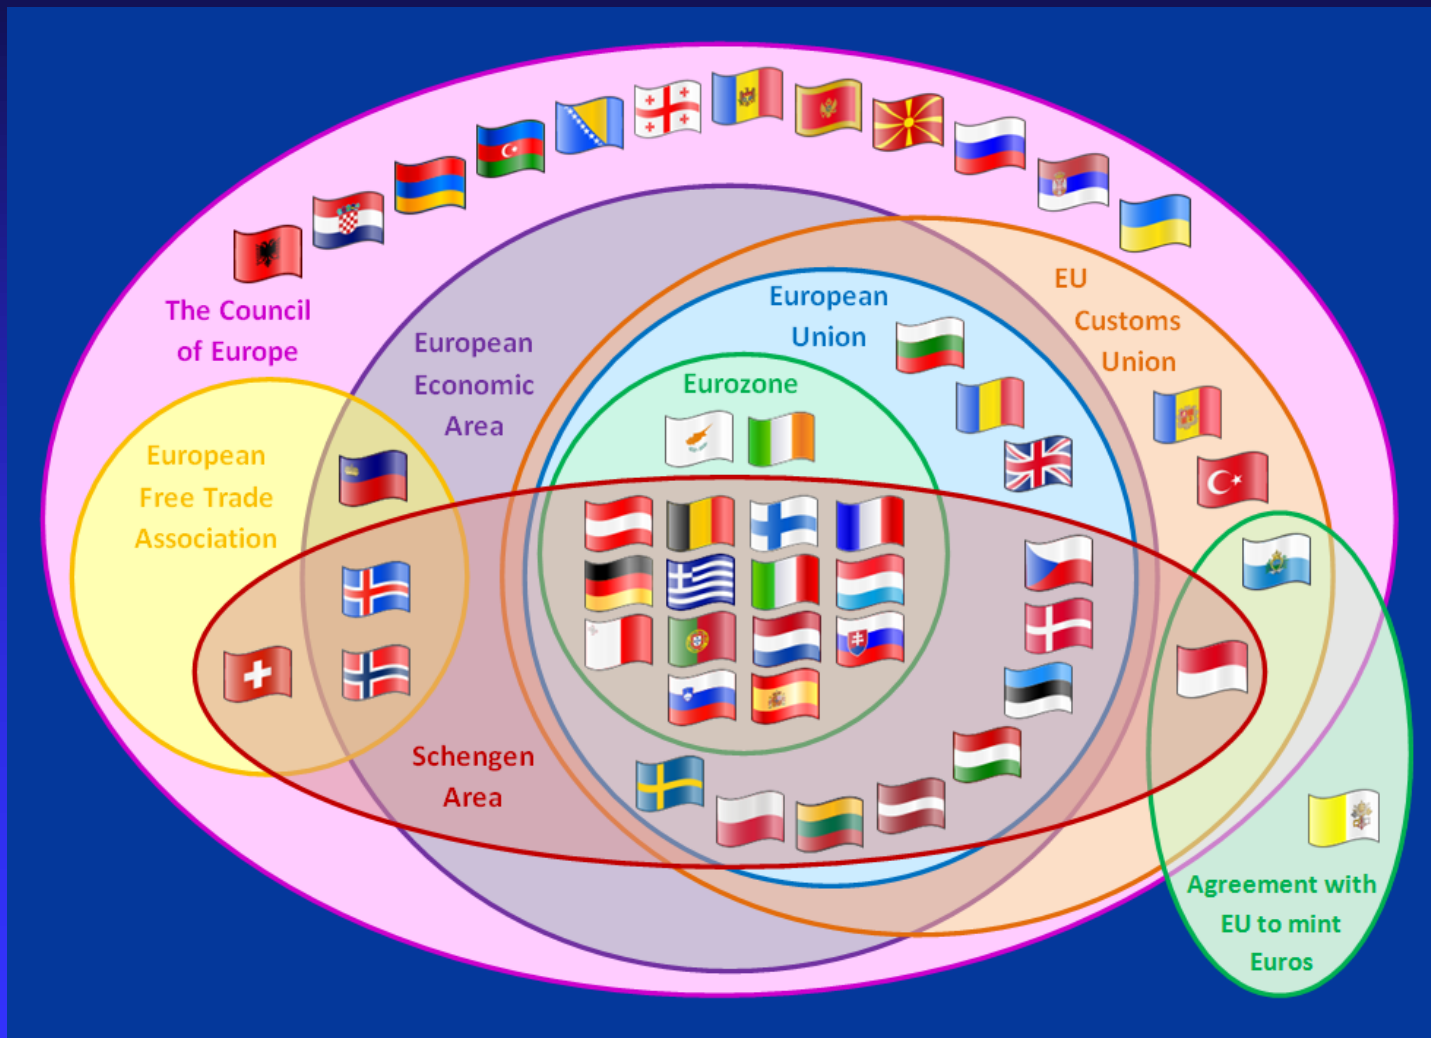 The Council
of Europe
European
Economic
Area
European
Free Trade
Association
European
Union
Eurozone
EU
Customs
Union
Schengen
Area
Agreement with
EU to mint
Euros